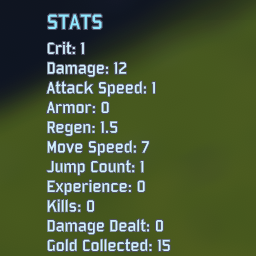 STATS
Crit: 1
Damage: 12
Attack Speed: 1
Armor: 0
Regen: 1.5
Move Speed: 7
Jump Count: 1
Experience: 0
Kills: 0
Damage Dealt: 0
Gold Collected: 15